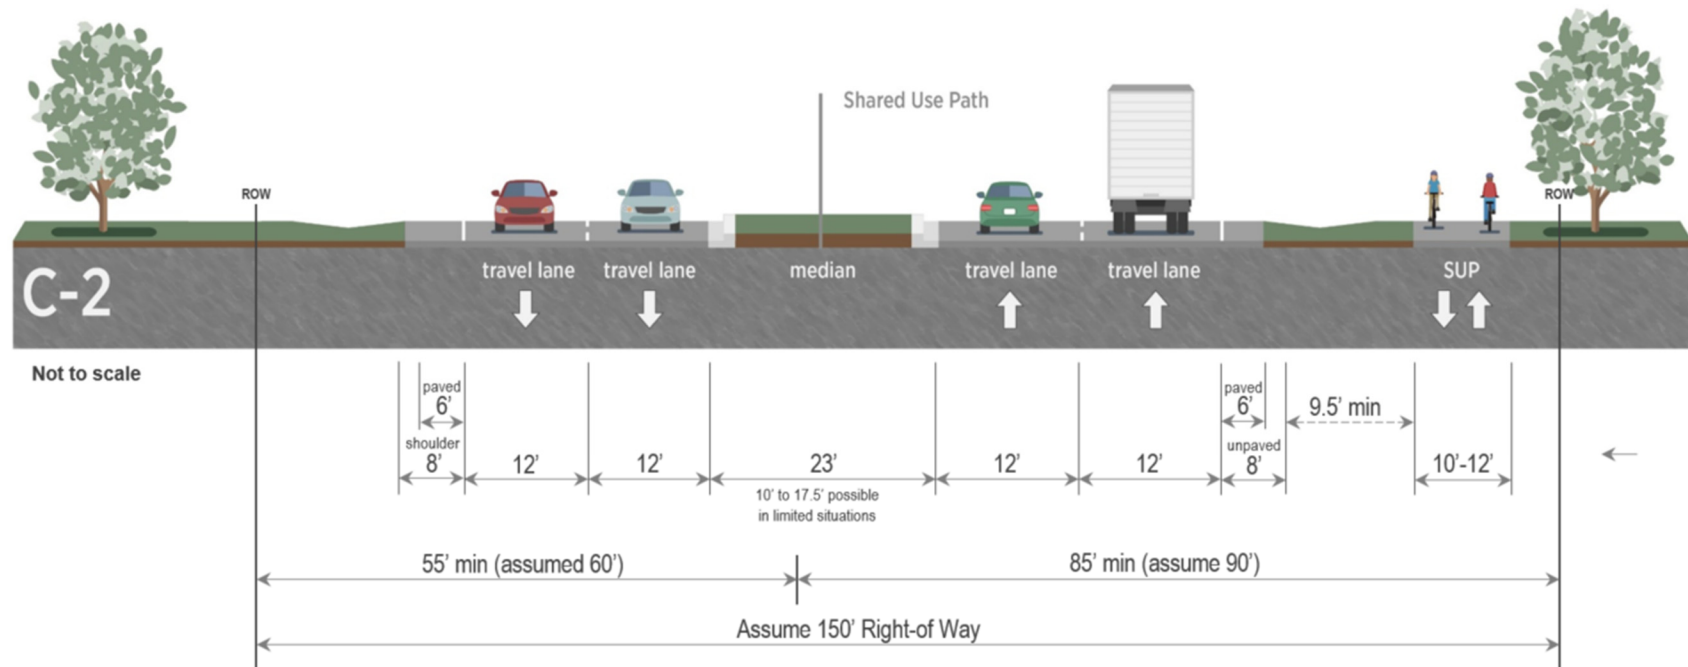 Shared Use Path
ROW
ROW
travel lane
travel lane
median
travel lane
travel lane
SUP
C-2
Not to scale
paved
6'
shoulder
8'
12'
12'
23'
10' to 17.5' possible
in limited situations
12'
12'
paved
6'
unpaved
8'
9.5' min
10'-12'
55' min (assumed 60')
85' min (assume 90')
Assume 150' Right-of Way